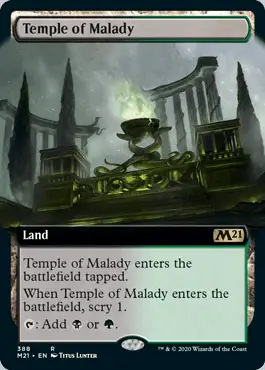 Temple of Malady
Land
M21
Temple of Malady enters the
battlefield tapped.
When Temple of Malady enters the
battlefield, scry 1.
: Add or .
388 R
M21 • EN Titus Lunter
™ & © 2020 Wizards of the Coast